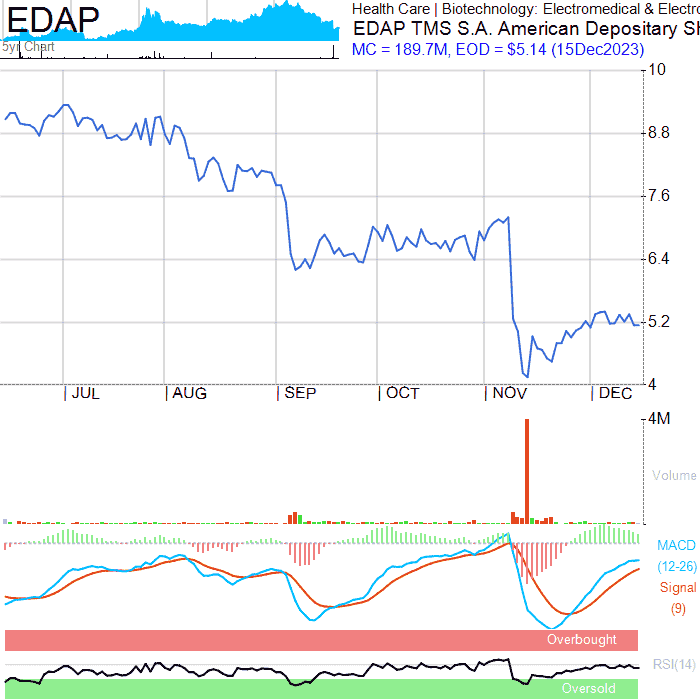 EDAP
5yr Chart
Health Care | Biotechnology: Electromedical & Electro
EDAP TMS S.A. American Depositary SH
MC = 189.7M, EOD = $5.14 (15Dec2023)
10
8.8
7.6
6.4
5.2
4
| JUL | AUG | SEP | OCT | NOV | DEC
4M
Volume
MACD
(12-26)
Signal
(9)
Overbought
RSI(14)
Oversold